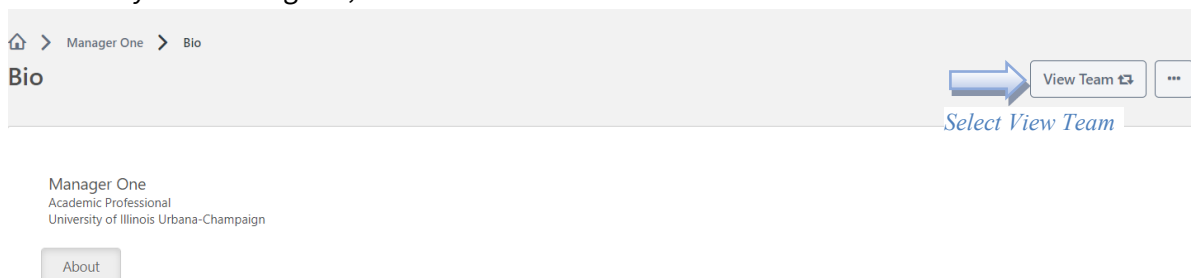 Manager One Bio
Bio
View Team
Select View Team
Manager One
Academic Professional
University of Illinois Urbana-Champaign
About